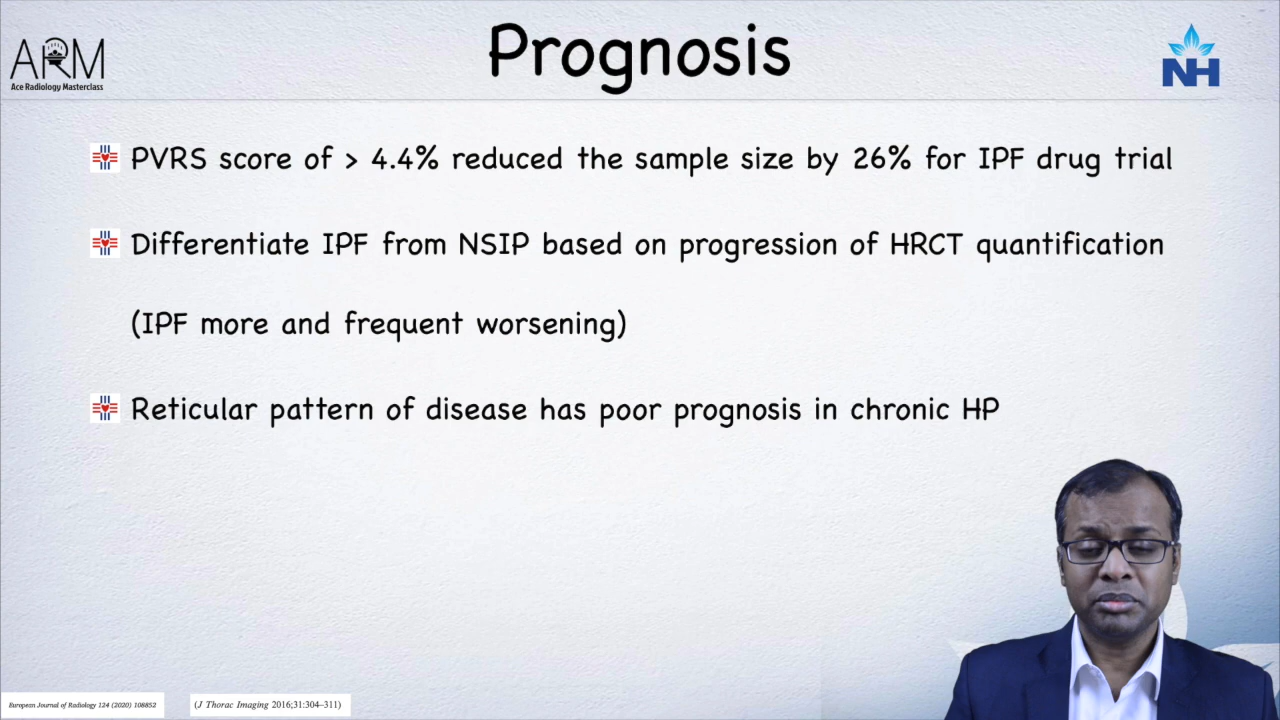 Prognosis
ARM
Ace Radiology Masterclass
NH
PVRS score of > 4.4% reduced the sample size by 26% for IPF drug trial
Differentiate IPF from NSIP based on progression of HRCT quantification
(IPF more and frequent worsening)
Reticular pattern of disease has poor prognosis in chronic HP
European Journal of Radiology 124 (2020) 108852
(J Thorac Imaging 2016;31:304–311)